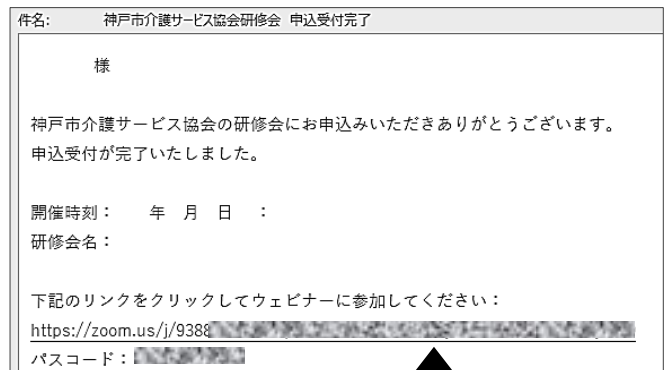 件名: 神戸市介護サービス協会研修会 申込受付完了
様
神戸市介護サービス協会の研修会にお申込みいただきありがとうございます。
申込受付が完了いたしました。
開催時刻： 年 月 日 ：
研修会名：
下記のリンクをクリックしてウェビナーに参加してください：
https://zoom.us/j/9388
パスコード：